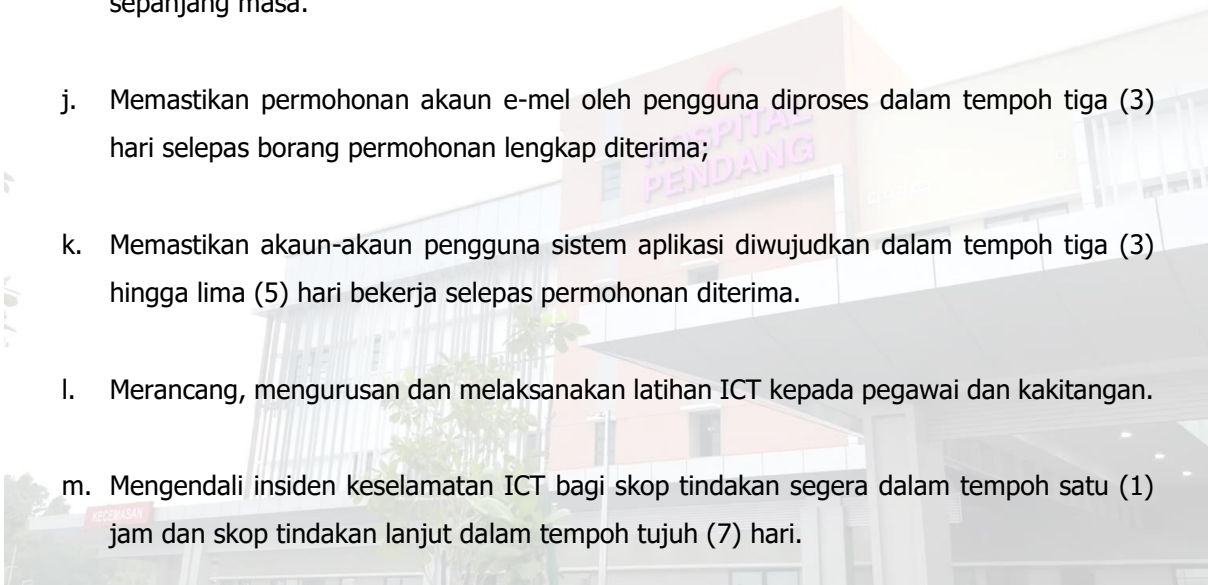 sepanjang masa.
j. Memastikan permohonan akaun e-mel oleh pengguna diproses dalam tempoh tiga (3)
hari selepas borang permohonan lengkap diterima;
k. Memastikan akaun-akaun pengguna sistem aplikasi diwujudkan dalam tempoh tiga (3)
hingga lima (5) hari bekerja selepas permohonan diterima.
l. Merancang, mengurusan dan melaksanakan latihan ICT kepada pegawai dan kakitangan.
m. Mengendali insiden keselamatan ICT bagi skop tindakan segera dalam tempoh satu (1)
jam dan skop tindakan lanjut dalam tempoh tujuh (7) hari.
HOSPITAL
PENDANG
KECEMASAN